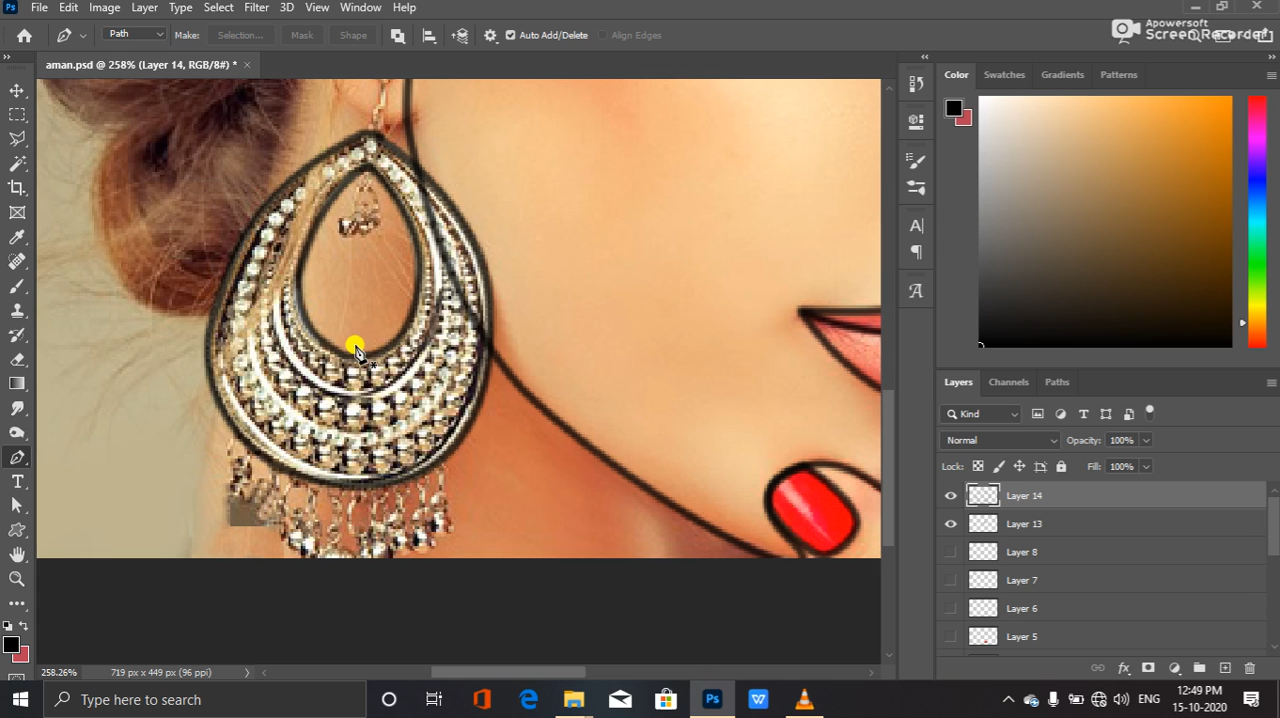 Ps File Edit Image Layer Type Select Filter 3D View Window Help
Path Make: Selection... Mask Shape Auto Add/Delete Align Edges
Apowersoft
Screen Recorder
aman.psd @ 258% (Layer 14, RGB/8#) *
Color Swatches Gradients Patterns
Layers Channels Paths
Kind
Normal Opacity: 100%
Lock: Fill: 100%
Layer 14
Layer 13
Layer 8
Layer 7
Layer 6
Layer 5
258.26% 719 px x 449 px (96 ppi)
Type here to search
Ps
ENG
12:49 PM
15-10-2020